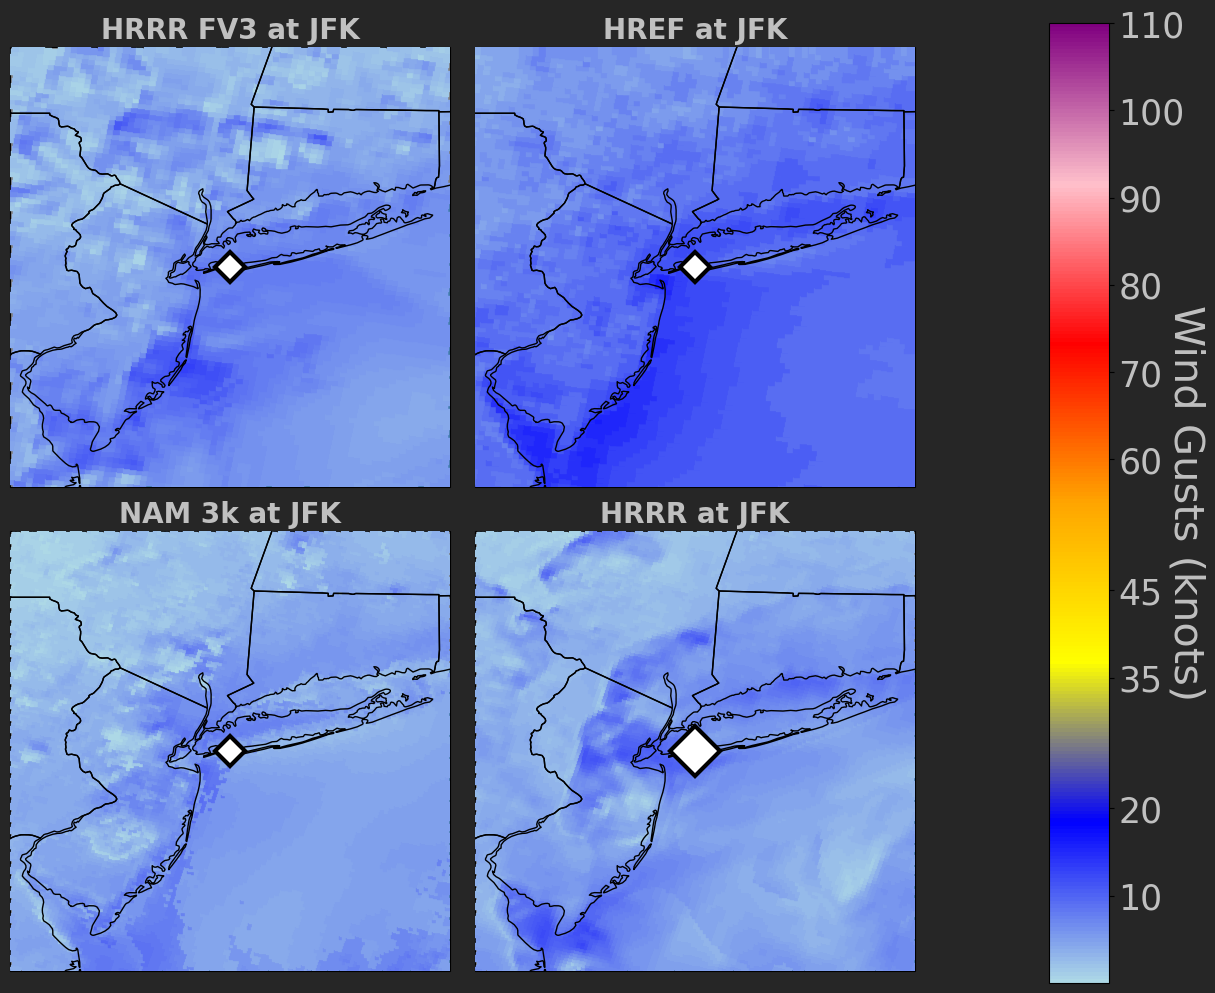 HRRR FV3 at JFK
HREF at JFK
NAM 3k at JFK
HRRR at JFK
110
100
90
80
70
60
45
35
20
10
Wind Gusts (knots)